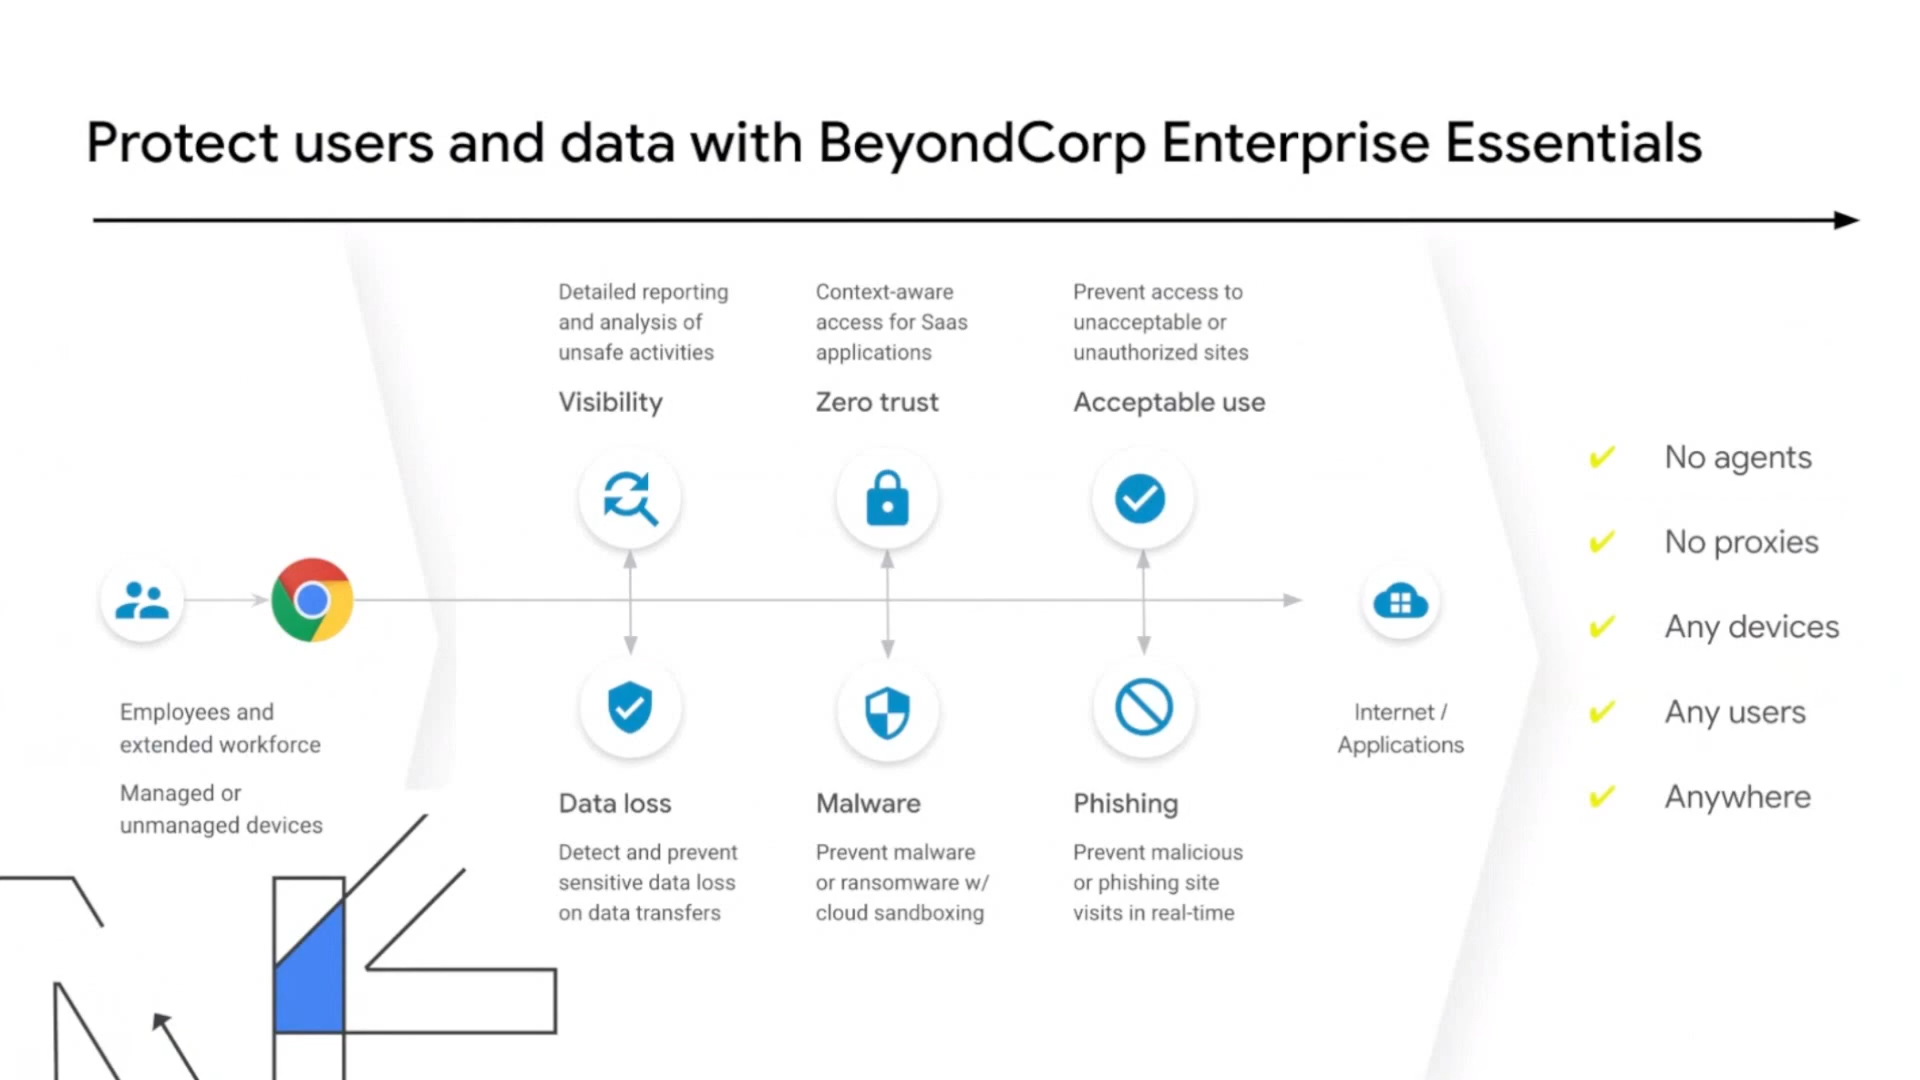 Protect users and data with BeyondCorp Enterprise Essentials
Detailed reporting
and analysis of
unsafe activities
Visibility
Context-aware
access for Saas
applications
Zero trust
Prevent access to
unacceptable or
unauthorized sites
Acceptable use
Employees and
extended workforce
Managed or
unmanaged devices
Data loss
Detect and prevent
sensitive data loss
on data transfers
Malware
Prevent malware
or ransomware w/
cloud sandboxing
Phishing
Prevent malicious
or phishing site
visits in real-time
Internet /
Applications
No agents
No proxies
Any devices
Any users
Anywhere